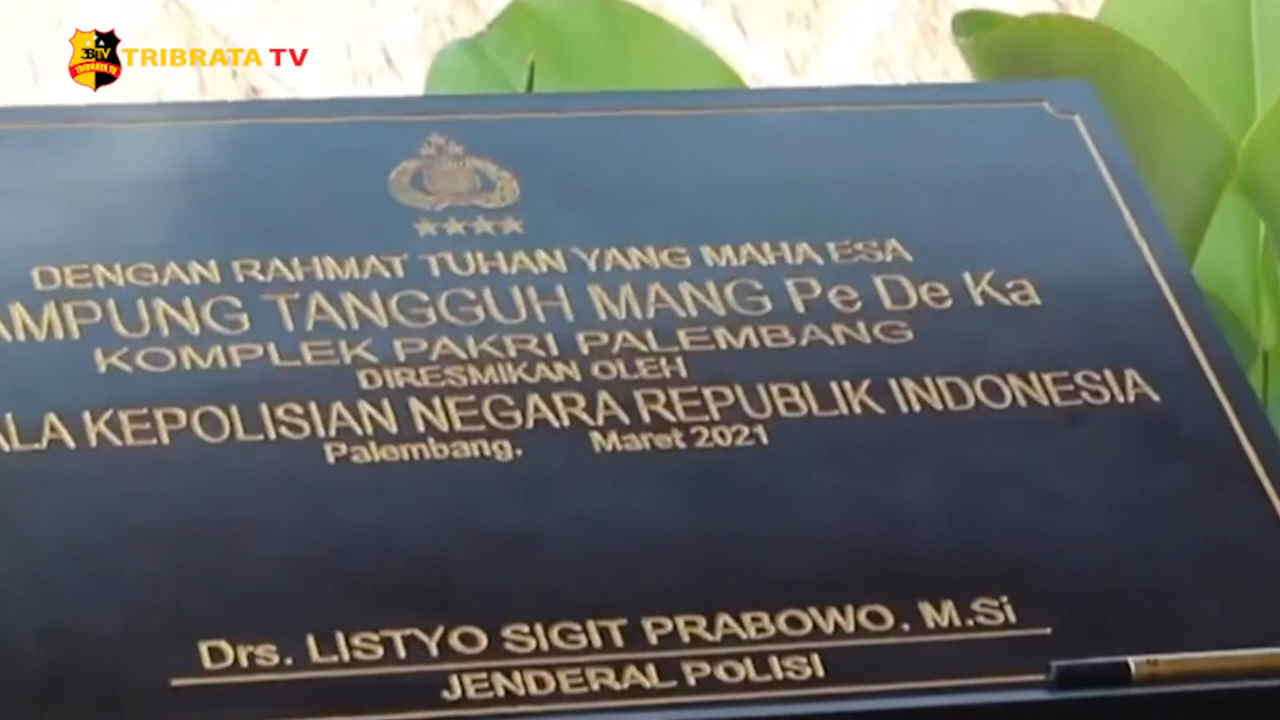 TRIBRATA TV
DENGAN RAHMAT TUHAN YANG MAHA ESA
AMPUNG TANGGUH MANG Pe De Ka
KOMPLEK PAKRI PALEMBANG
DIRESMIKAN OLEH
ALA KEPOLISIAN NEGARA REPUBLIK INDONESIA
Palembang, Maret 2021
Drs. LISTYO SIGIT PRABOWO, M.Si
JENDERAL POLISI